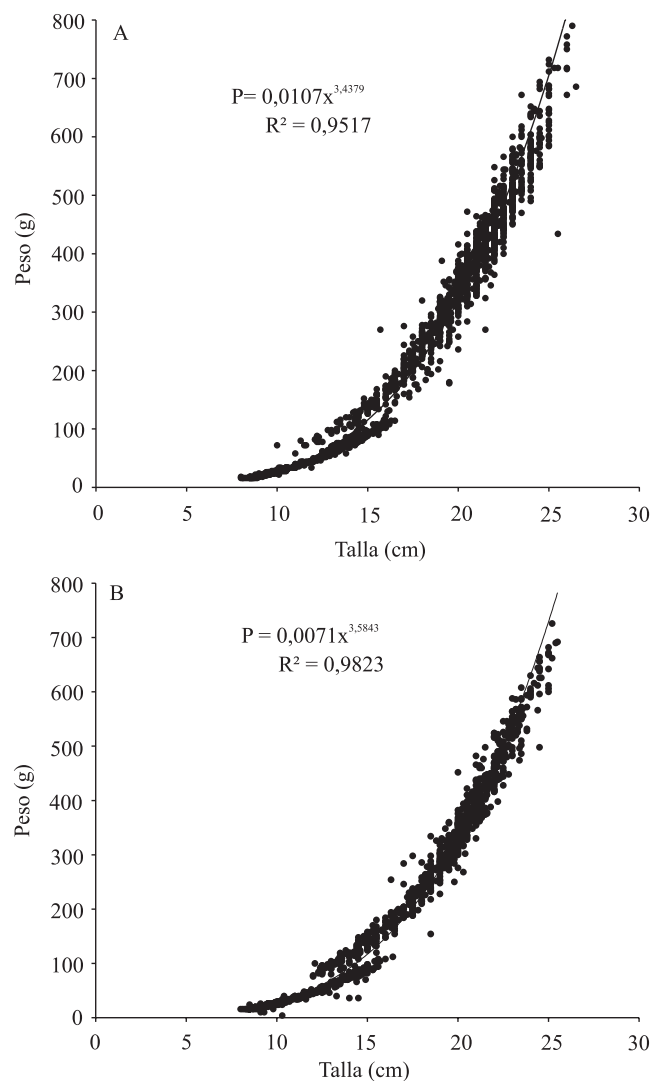 A
P= 0,0107x^3,4379
R² = 0,9517
800
700
600
500
400
300
200
100
0
Peso (g)
0 5 10 15 20 25 30
Talla (cm)
B
P = 0,0071x^3,5843
R² = 0,9823
800
700
600
500
400
300
200
100
0
Peso (g)
0 5 10 15 20 25 30
Talla (cm)